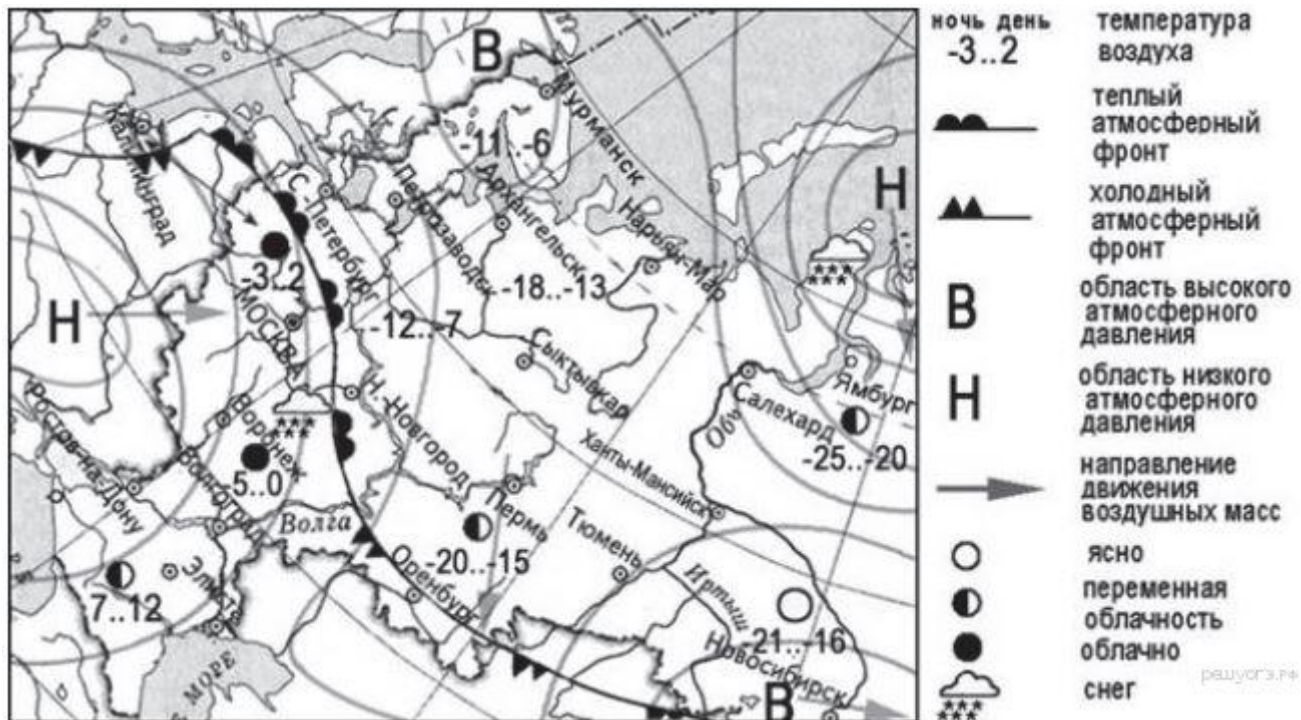 В
Мурманск
-11..-6
Калининград
С.-Петербург
Петрозаводск
Архангельск
Нарьян-Мар
Н
-3..2
-18..-13
Н
МОСКВА
-12..-7
Сыктывкар
Ямбург
Салехард
Обь
-25..-20
Ростов-на-Дону
Воронеж
Н.-Новгород
Ханты-Мансийск
-5..0
Волгоград
Волга
Пермь
Тюмень
-20..-15
7..12
Элиста
Оренбург
Иртыш
-21..-16
Новосибирск
МОРЕ
В
ночь день
-3..2
температура
воздуха
теплый
атмосферный
фронт
холодный
атмосферный
фронт
В
область высокого
атмосферного
давления
Н
область низкого
атмосферного
давления
направление
движения
воздушных масс
ясно
переменная
облачность
облачно
снег
решуогэ.рф